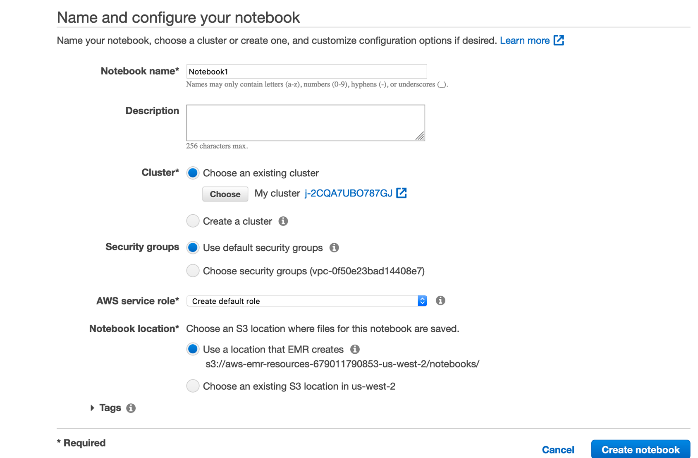 Name and configure your notebook
Name your notebook, choose a cluster or create one, and customize configuration options if desired. Learn more
Notebook name* Notebook1
Names may only contain letters (a-z), numbers (0-9), hyphens (-), or underscores (_).
Description
256 characters max.
Cluster* Choose an existing cluster
Choose My cluster j-2CQA7UBO787GJ
Create a cluster
Security groups Use default security groups
Choose security groups (vpc-0f50e23bad14408e7)
AWS service role* Create default role
Notebook location* Choose an S3 location where files for this notebook are saved.
Use a location that EMR creates
s3://aws-emr-resources-679011790853-us-west-2/notebooks/
Choose an existing S3 location in us-west-2
Tags
* Required
Cancel Create notebook